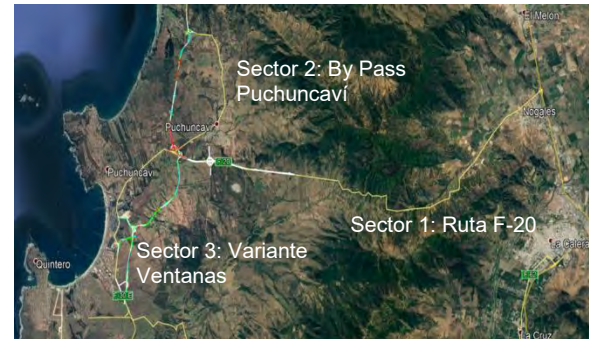 El Melon
Sector 2: By Pass
Puchuncaví
Nogales
Puchuncaví
Puchuncaví
Sector 1: Ruta F-20
La Calera
Sector 3: Variante
Ventanas
Quintero
La Cruz